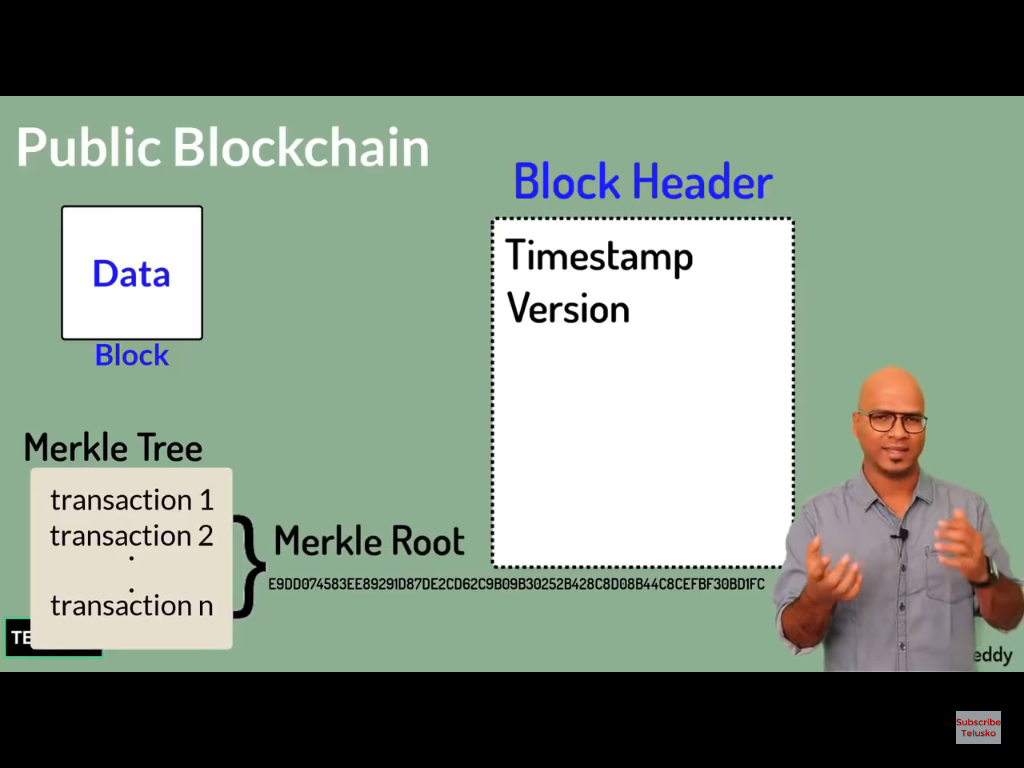 Public Blockchain
Block Header
Data
Block
Timestamp
Version
Merkle Tree
transaction 1
transaction 2
.
.
transaction n
Merkle Root
E9DD074583EE89291D87DE2CD62C9B09B30252B428C8D08B44C8CEFBF30BD1FC
TE
eddy
Subscribe
Telusko